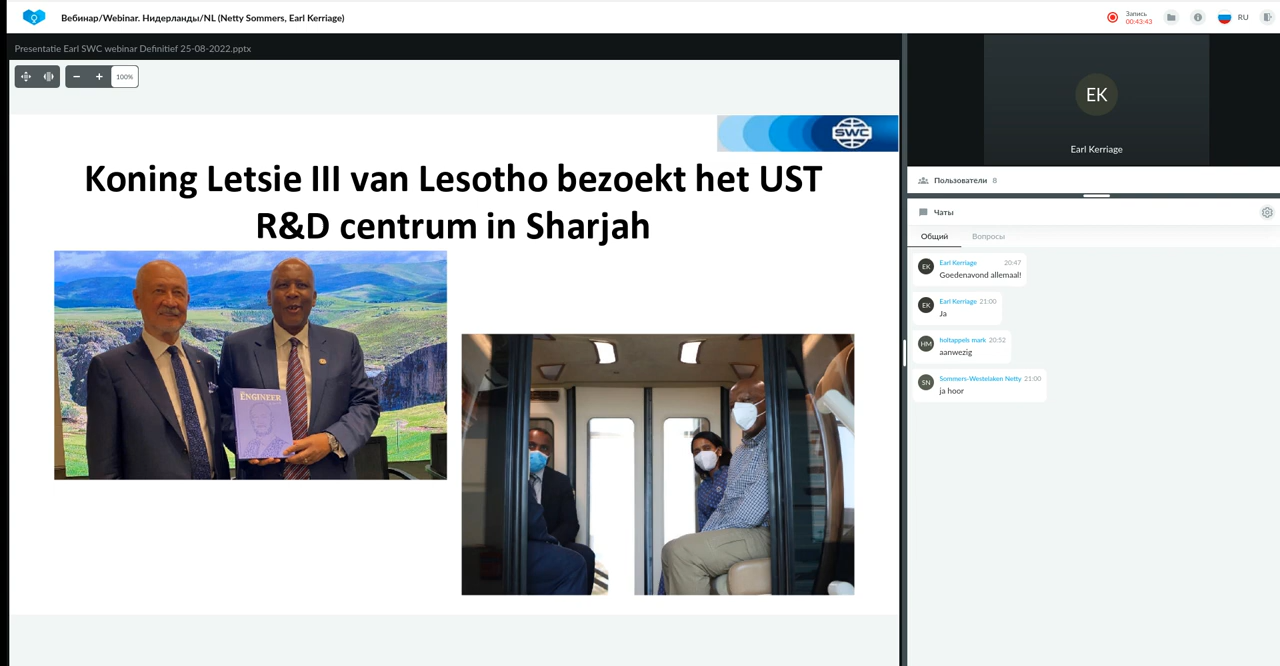 Вебинар/Webinar. Нидерланды/NL (Netty Sommers, Earl Kerriage)
Запись
00:43:43
RU
Presentatie Earl SWC webinar Definitief 25-08-2022.pptx
100%
SWC
Koning Letsie III van Lesotho bezoekt het UST
R&D centrum in Sharjah
ENGINEER
EK
Earl Kerriage
Пользователи 8
Чаты
Общий Вопросы
EK Earl Kerriage 20:47
Goedenavond allemaal!
EK Earl Kerriage 21:00
Ja
HM holtappels mark 20:52
aanwezig
SN Sommers-Westelaken Netty 21:00
ja hoor